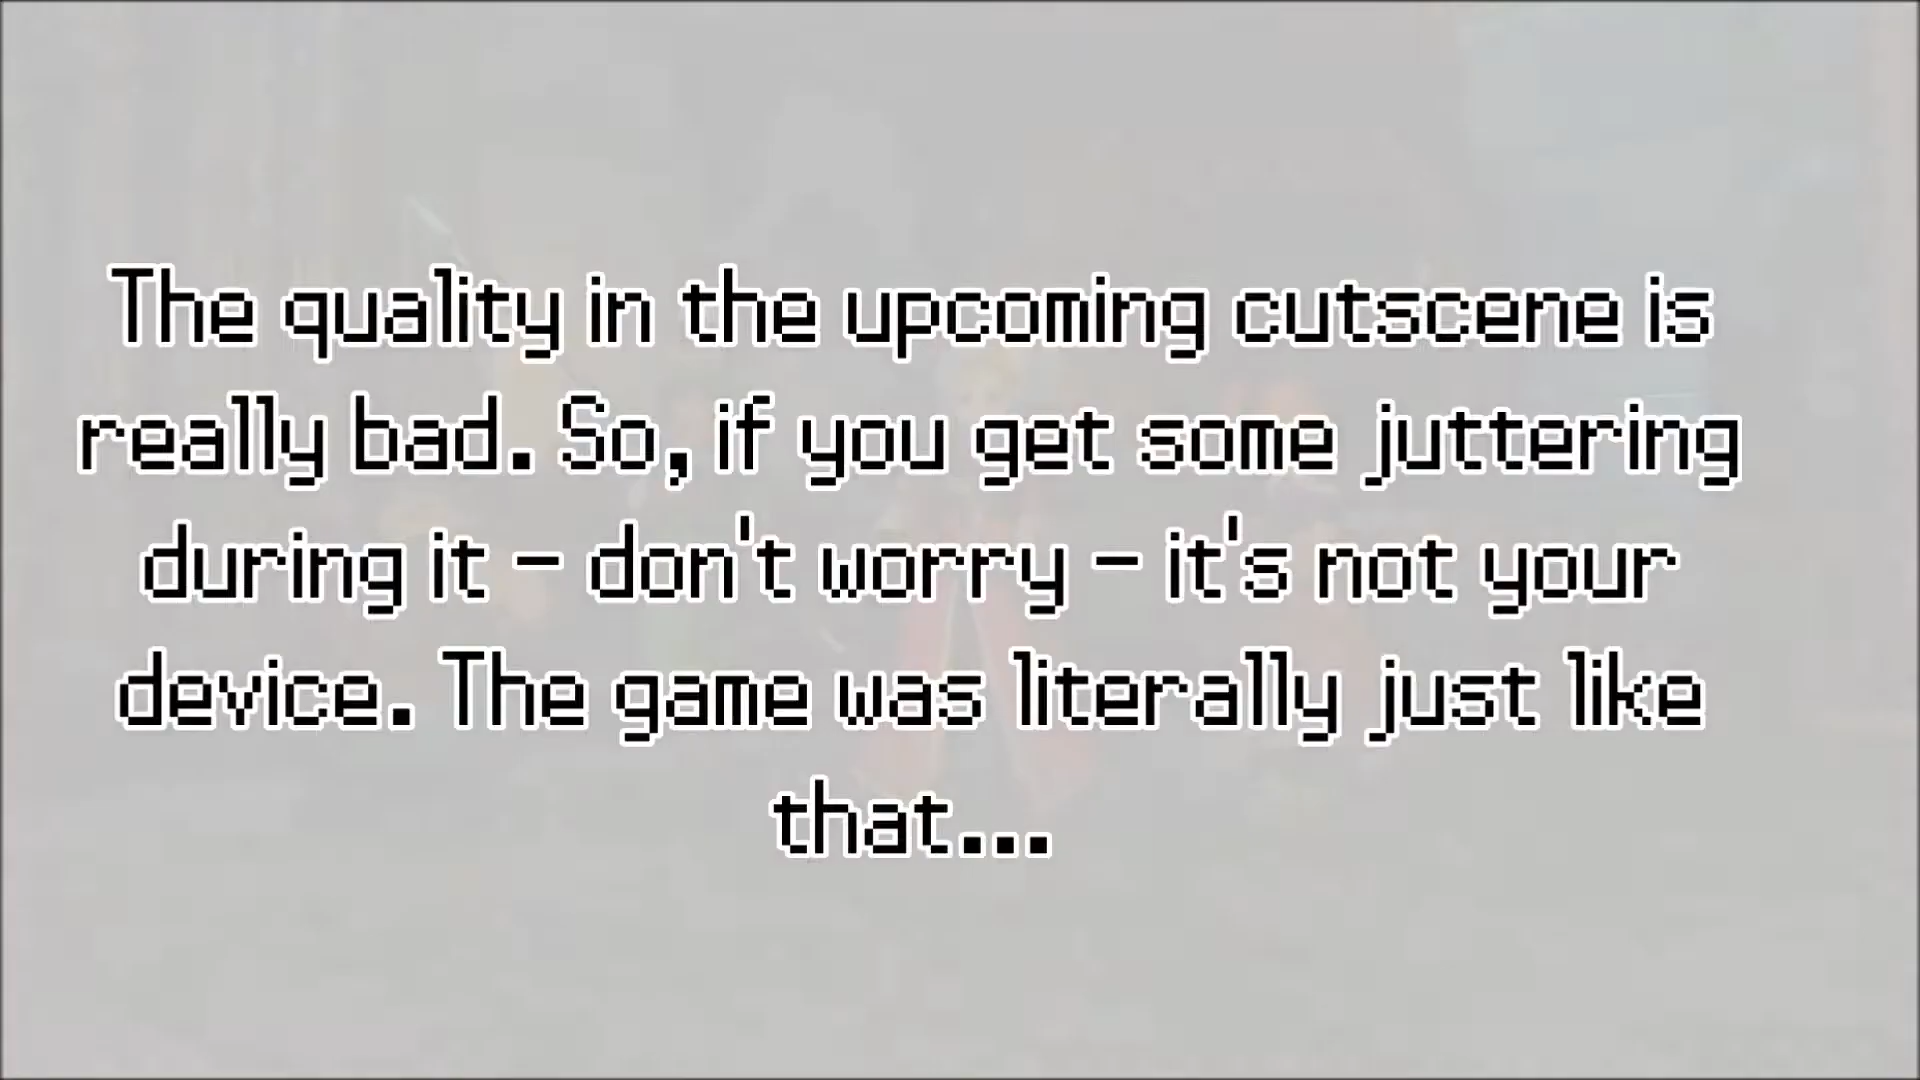 The quality in the upcoming cutscene is
really bad. So, if you get some juttering
during it - don't worry - it's not your
device. The game was literally just like
that...